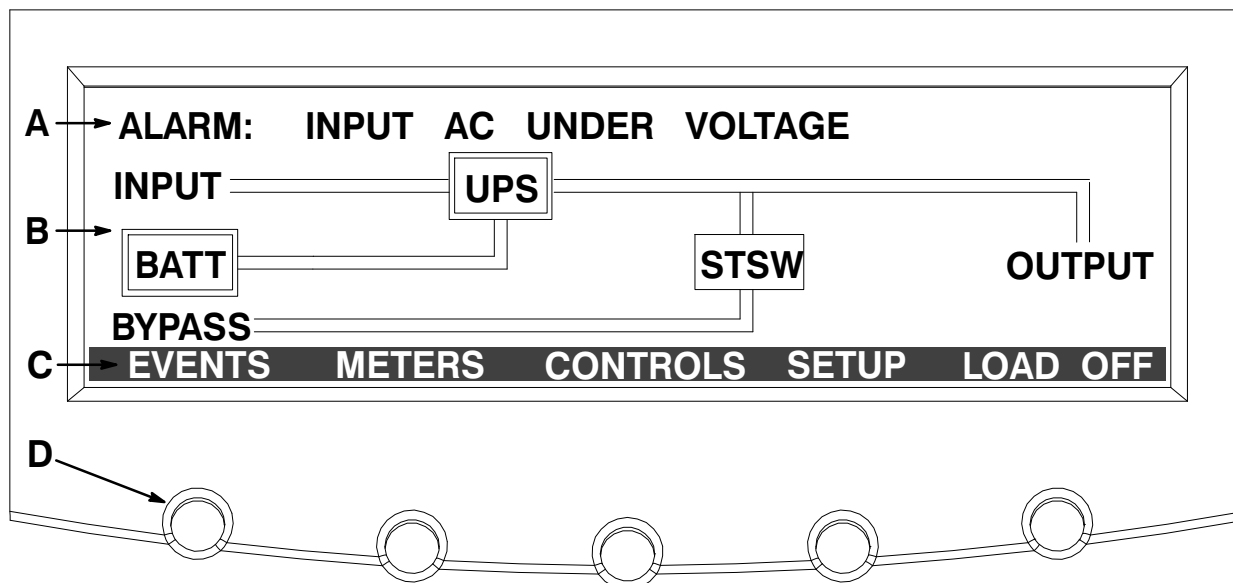 A ALARM: INPUT AC UNDER VOLTAGE
INPUT UPS
B
BATT STSW OUTPUT
BYPASS
C EVENTS METERS CONTROLS SETUP LOAD OFF
D